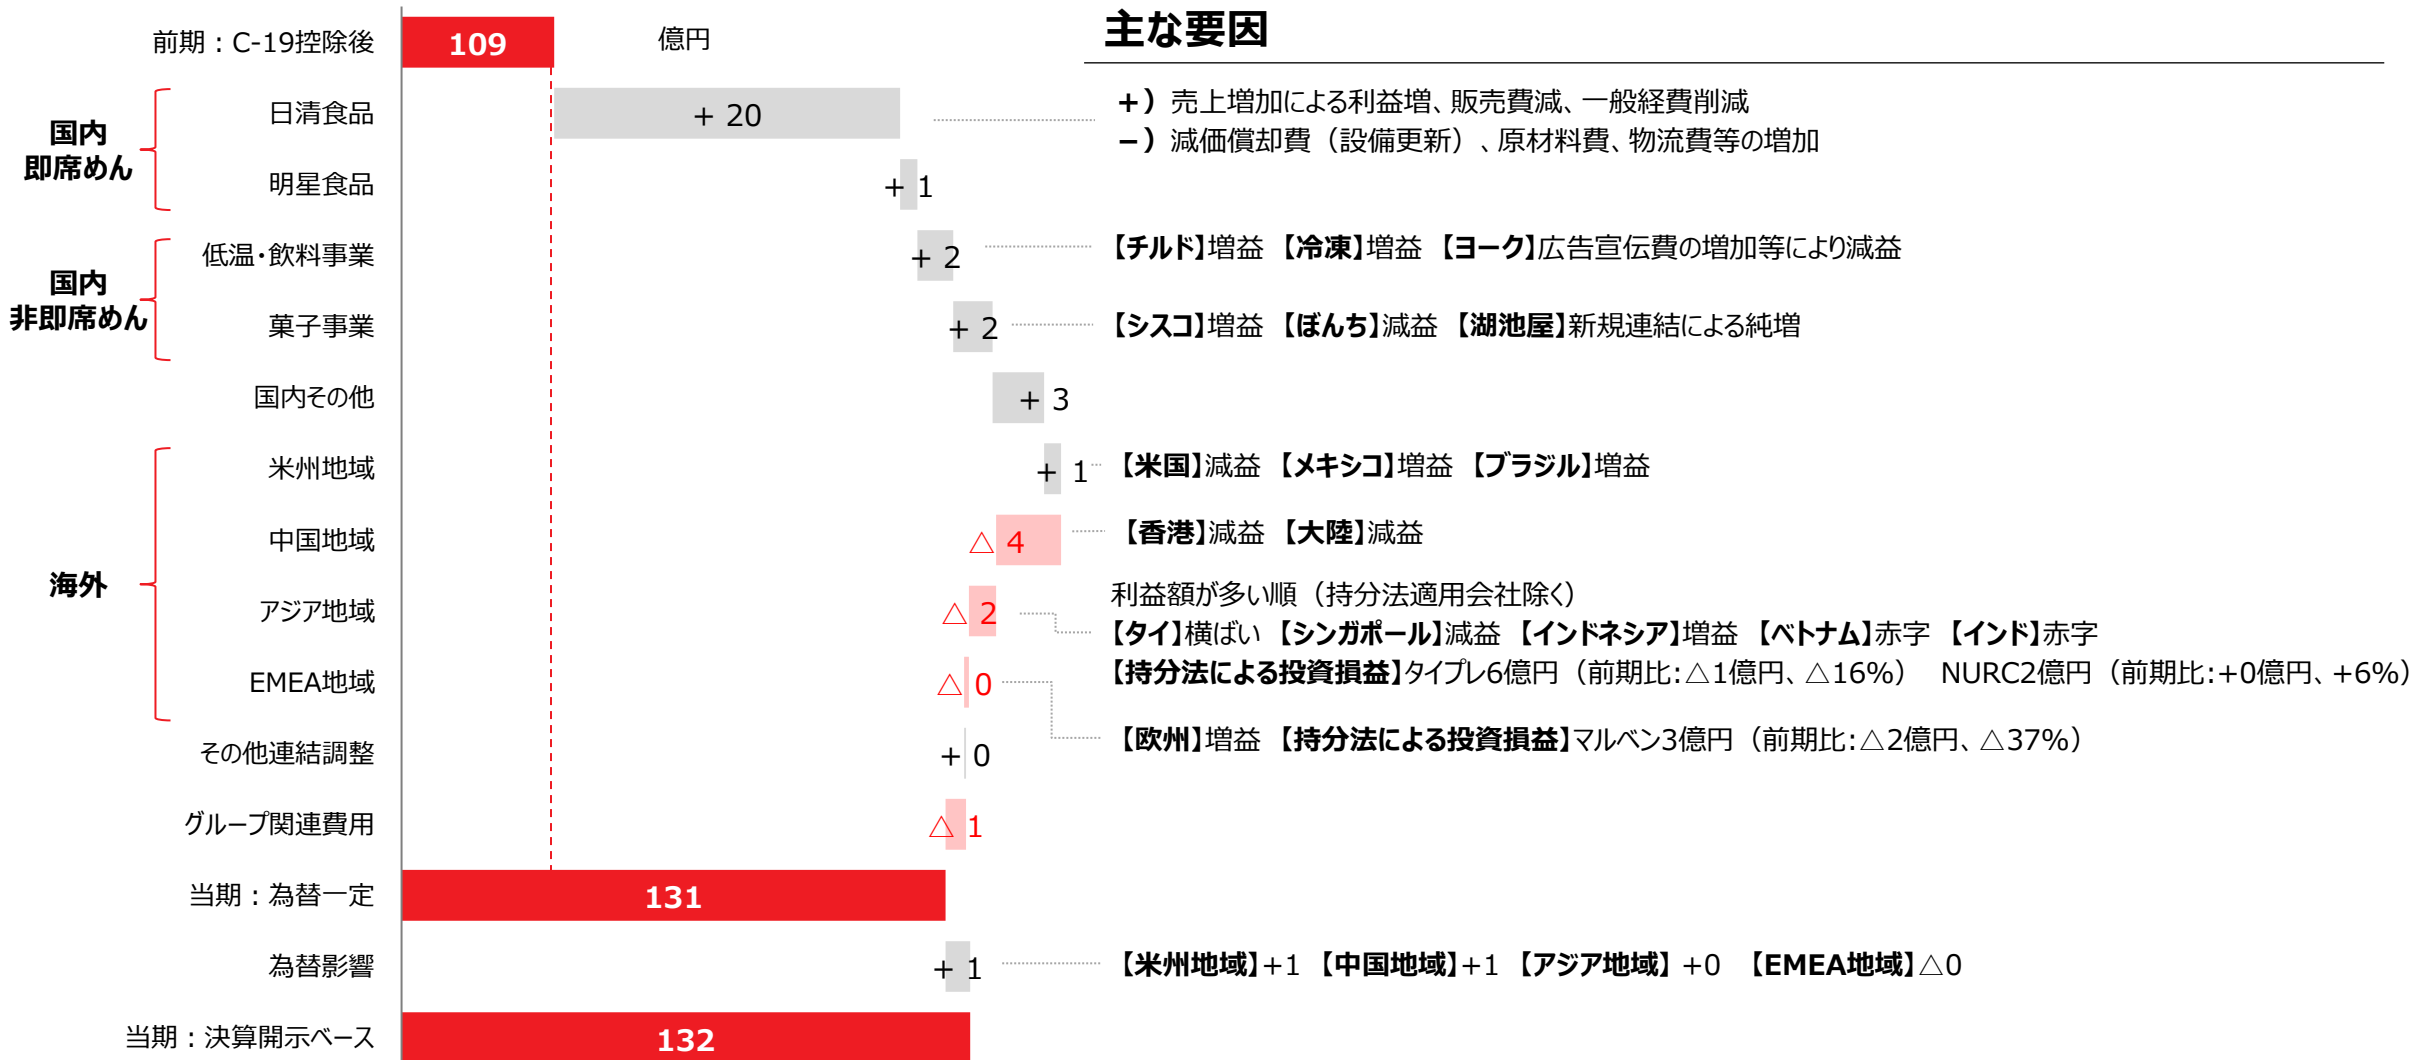 前期：C-19控除後 109 億円
主な要因
国内
即席めん
日清食品 + 20
+）売上増加による利益増、販売費減、一般経費削減
−）減価償却費（設備更新）、原材料費、物流費等の増加
明星食品 + 1
国内
非即席めん
低温・飲料事業 + 2
【チルド】増益 【冷凍】増益 【ヨーク】広告宣伝費の増加等により減益
菓子事業 + 2
【シスコ】増益 【ぼんち】減益 【湖池屋】新規連結による純増
国内その他 + 3
海外
米州地域 + 1
【米国】減益 【メキシコ】増益 【ブラジル】増益
中国地域 △ 4
【香港】減益 【大陸】減益
アジア地域 △ 2
利益額が多い順（持分法適用会社除く）
【タイ】横ばい 【シンガポール】減益 【インドネシア】増益 【ベトナム】赤字 【インド】赤字
【持分法による投資損益】タイプレ6億円（前期比：△1億円、△16%） NURC2億円（前期比：+0億円、+6%）
EMEA地域 △ 0
【欧州】増益 【持分法による投資損益】マルベン3億円（前期比：△2億円、△37%）
その他連結調整 + 0
グループ関連費用 △ 1
当期：為替一定 131
為替影響 + 1
【米州地域】+1 【中国地域】+1 【アジア地域】 +0 【EMEA地域】△0
当期：決算開示ベース 132